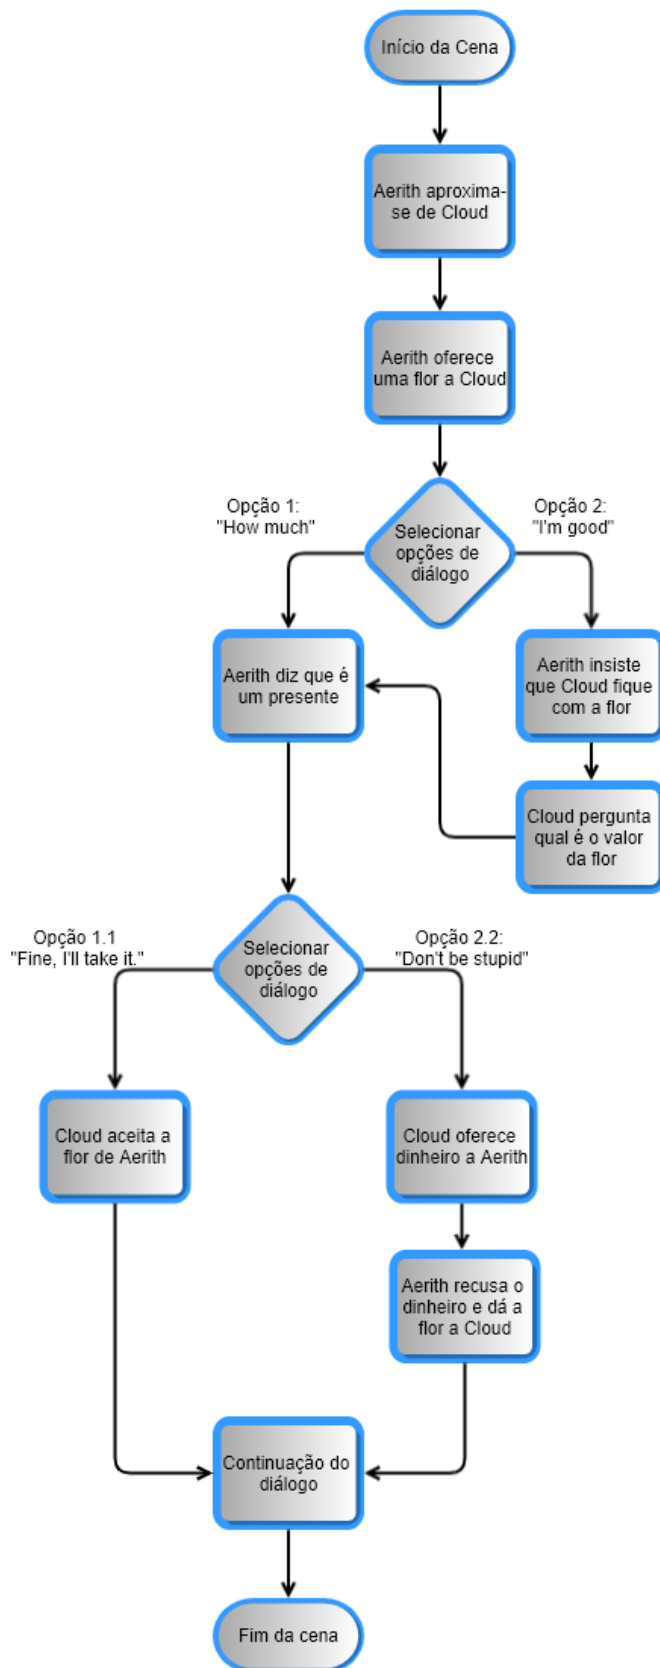 Início da Cena
Aerith aproxima-
se de Cloud
Aerith oferece
uma flor a Cloud
Opção 1:
"How much"
Selecionar
opções de
diálogo
Opção 2:
"I'm good"
Aerith diz que é
um presente
Aerith insiste
que Cloud fique
com a flor
Cloud pergunta
qual é o valor
da flor
Opção 1.1
"Fine, I'll take it."
Selecionar
opções de
diálogo
Opção 2.2:
"Don't be stupid"
Cloud aceita a
flor de Aerith
Cloud oferece
dinheiro a Aerith
Aerith recusa o
dinheiro e dá a
flor a Cloud
Continuação do
diálogo
Fim da cena